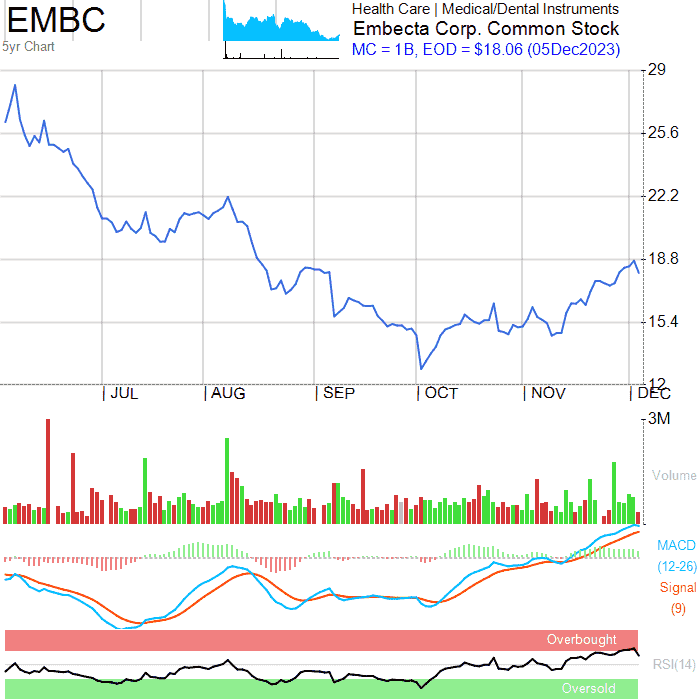 EMBC
5yr Chart
Health Care | Medical/Dental Instruments
Embecta Corp. Common Stock
MC = 1B, EOD = $18.06 (05Dec2023)
29
25.6
22.2
18.8
15.4
12
| JUL | AUG | SEP | OCT | NOV | DEC
3M
Volume
MACD
(12-26)
Signal
(9)
Overbought
RSI(14)
Oversold